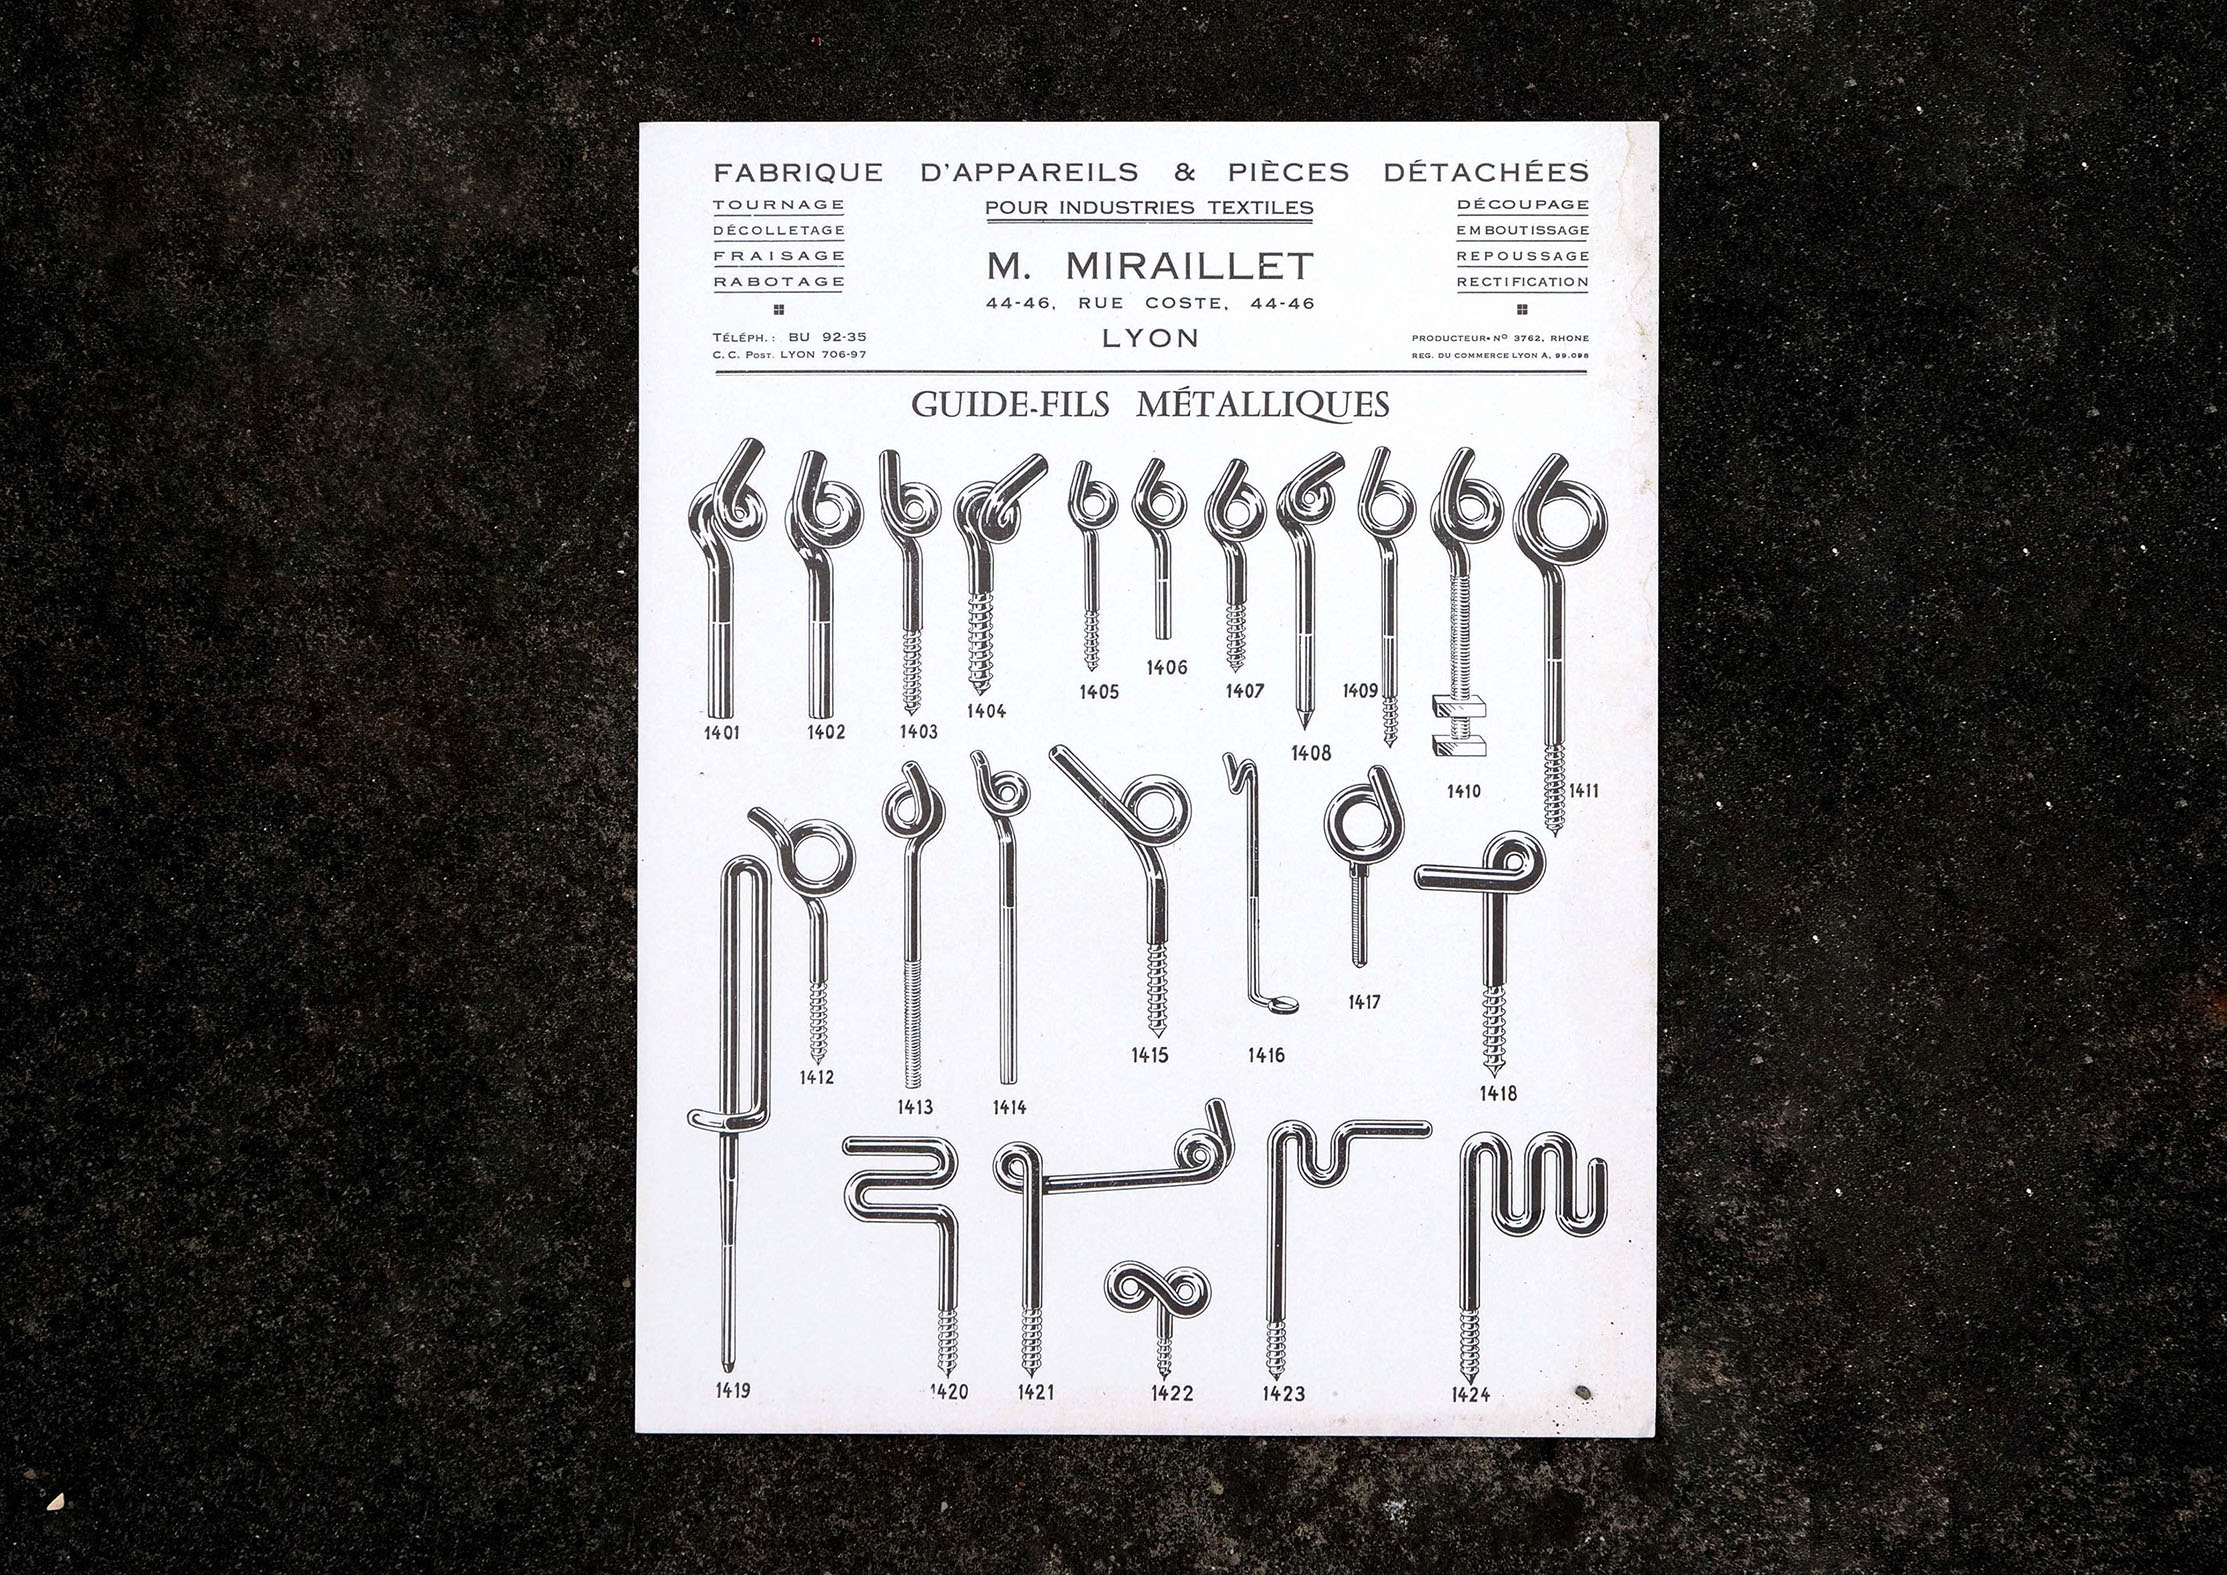 FABRIQUE D'APPAREILS & PIÈCES DÉTACHÉES
POUR INDUSTRIES TEXTILES
TOURNAGE
DÉCOLLETAGE
FRAISAGE
RABOTAGE
TÉLÉPH. : BU 92-35
C. C. POST. LYON 706-97
M. MIRAILLET
44-46, RUE COSTE, 44-46
LYON
DÉCOUPAGE
EMBOUTISSAGE
REPOUSSAGE
RECTIFICATION
PRODUCTEUR Nº 3762, RHONE
REG. DU COMMERCE LYON A, 99.098
GUIDE-FILS MÉTALLIQUES
1401
1402
1403
1404
1405
1406
1407
1408
1409
1410
1411
1412
1413
1414
1415
1416
1417
1418
1419
1420
1421
1422
1423
1424